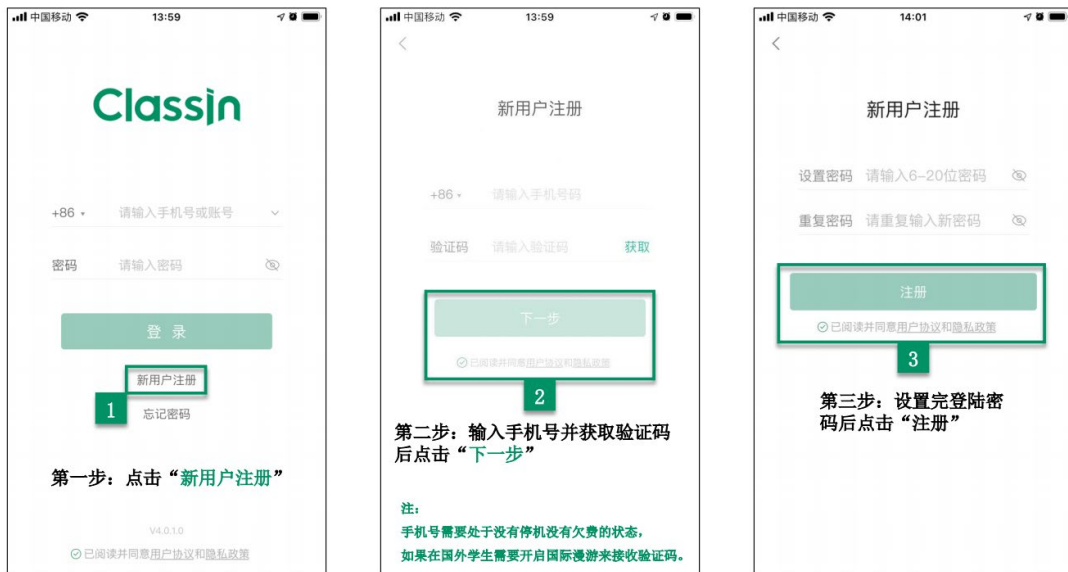 中国移动 13:59
ClassIn
+86 请输入手机号或账号
密码 请输入密码
登 录
新用户注册
1
忘记密码
第一步：点击“新用户注册”
V4.0.1.0
已阅读并同意用户协议和隐私政策
中国移动 13:59
新用户注册
+86 请输入手机号码
验证码 请输入验证码 获取
下一步
已阅读并同意用户协议和隐私政策
2
第二步：输入手机号并获取验证码
后点击“下一步”
注：
手机号需要处于没有停机没有欠费的状态，
如果在国外学生需要开启国际漫游来接收验证码。
中国移动 14:01
新用户注册
设置密码 请输入6-20位密码
重复密码 请重复输入新密码
注册
已阅读并同意用户协议和隐私政策
3
第三步：设置完登陆密
码后点击“注册”